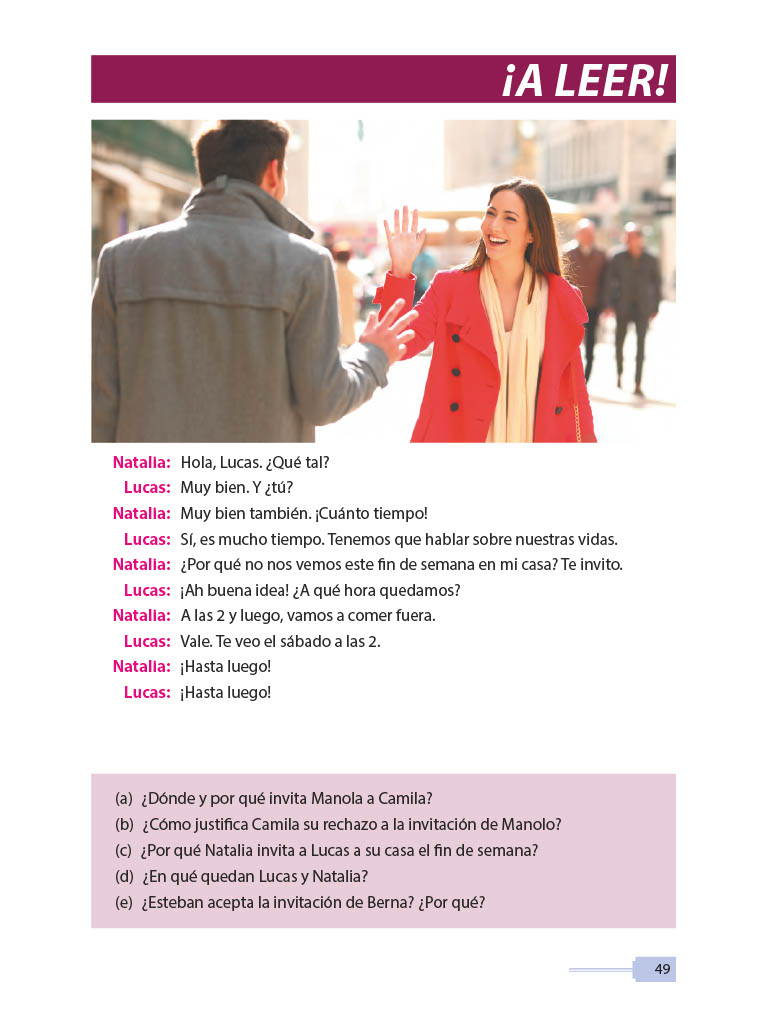 ¡A LEER!
Natalia: Hola, Lucas. ¿Qué tal?
Lucas: Muy bien. Y ¿tú?
Natalia: Muy bien también. ¡Cuánto tiempo!
Lucas: Sí, es mucho tiempo. Tenemos que hablar sobre nuestras vidas.
Natalia: ¿Por qué no nos vemos este fin de semana en mi casa? Te invito.
Lucas: ¡Ah buena idea! ¿A qué hora quedamos?
Natalia: A las 2 y luego, vamos a comer fuera.
Lucas: Vale. Te veo el sábado a las 2.
Natalia: ¡Hasta luego!
Lucas: ¡Hasta luego!
(a) ¿Dónde y por qué invita Manola a Camila?
(b) ¿Cómo justifica Camila su rechazo a la invitación de Manolo?
(c) ¿Por qué Natalia invita a Lucas a su casa el fin de semana?
(d) ¿En qué quedan Lucas y Natalia?
(e) ¿Esteban acepta la invitación de Berna? ¿Por qué?
49